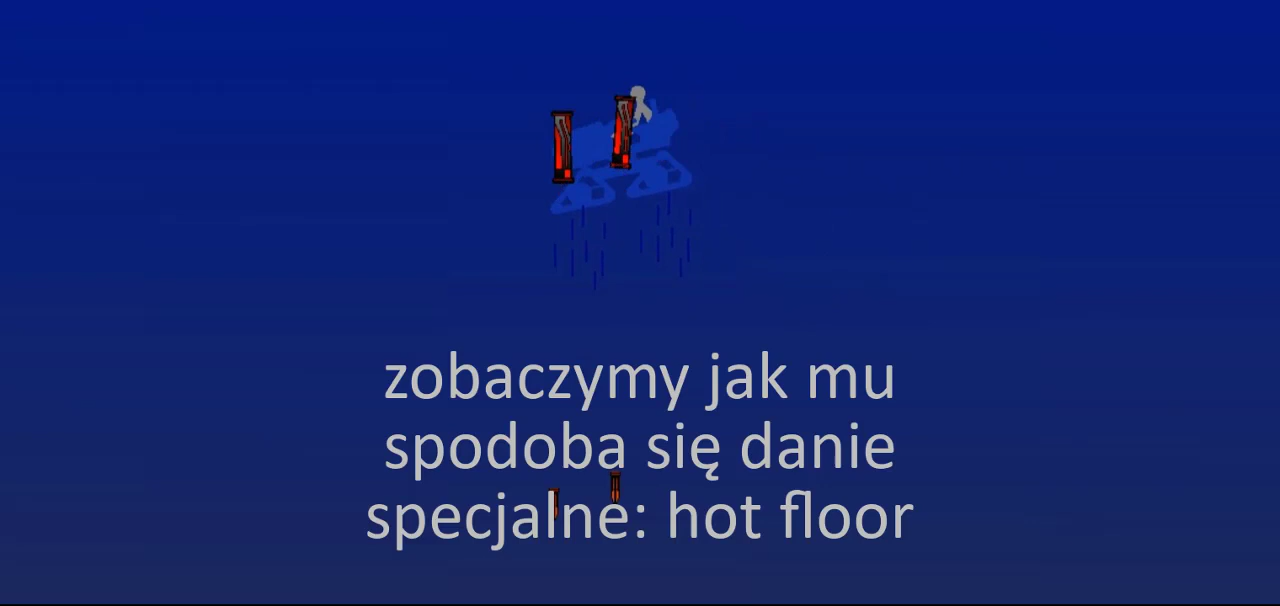 zobaczymy jak mu
spodoba się danie
specjalne: hot floor